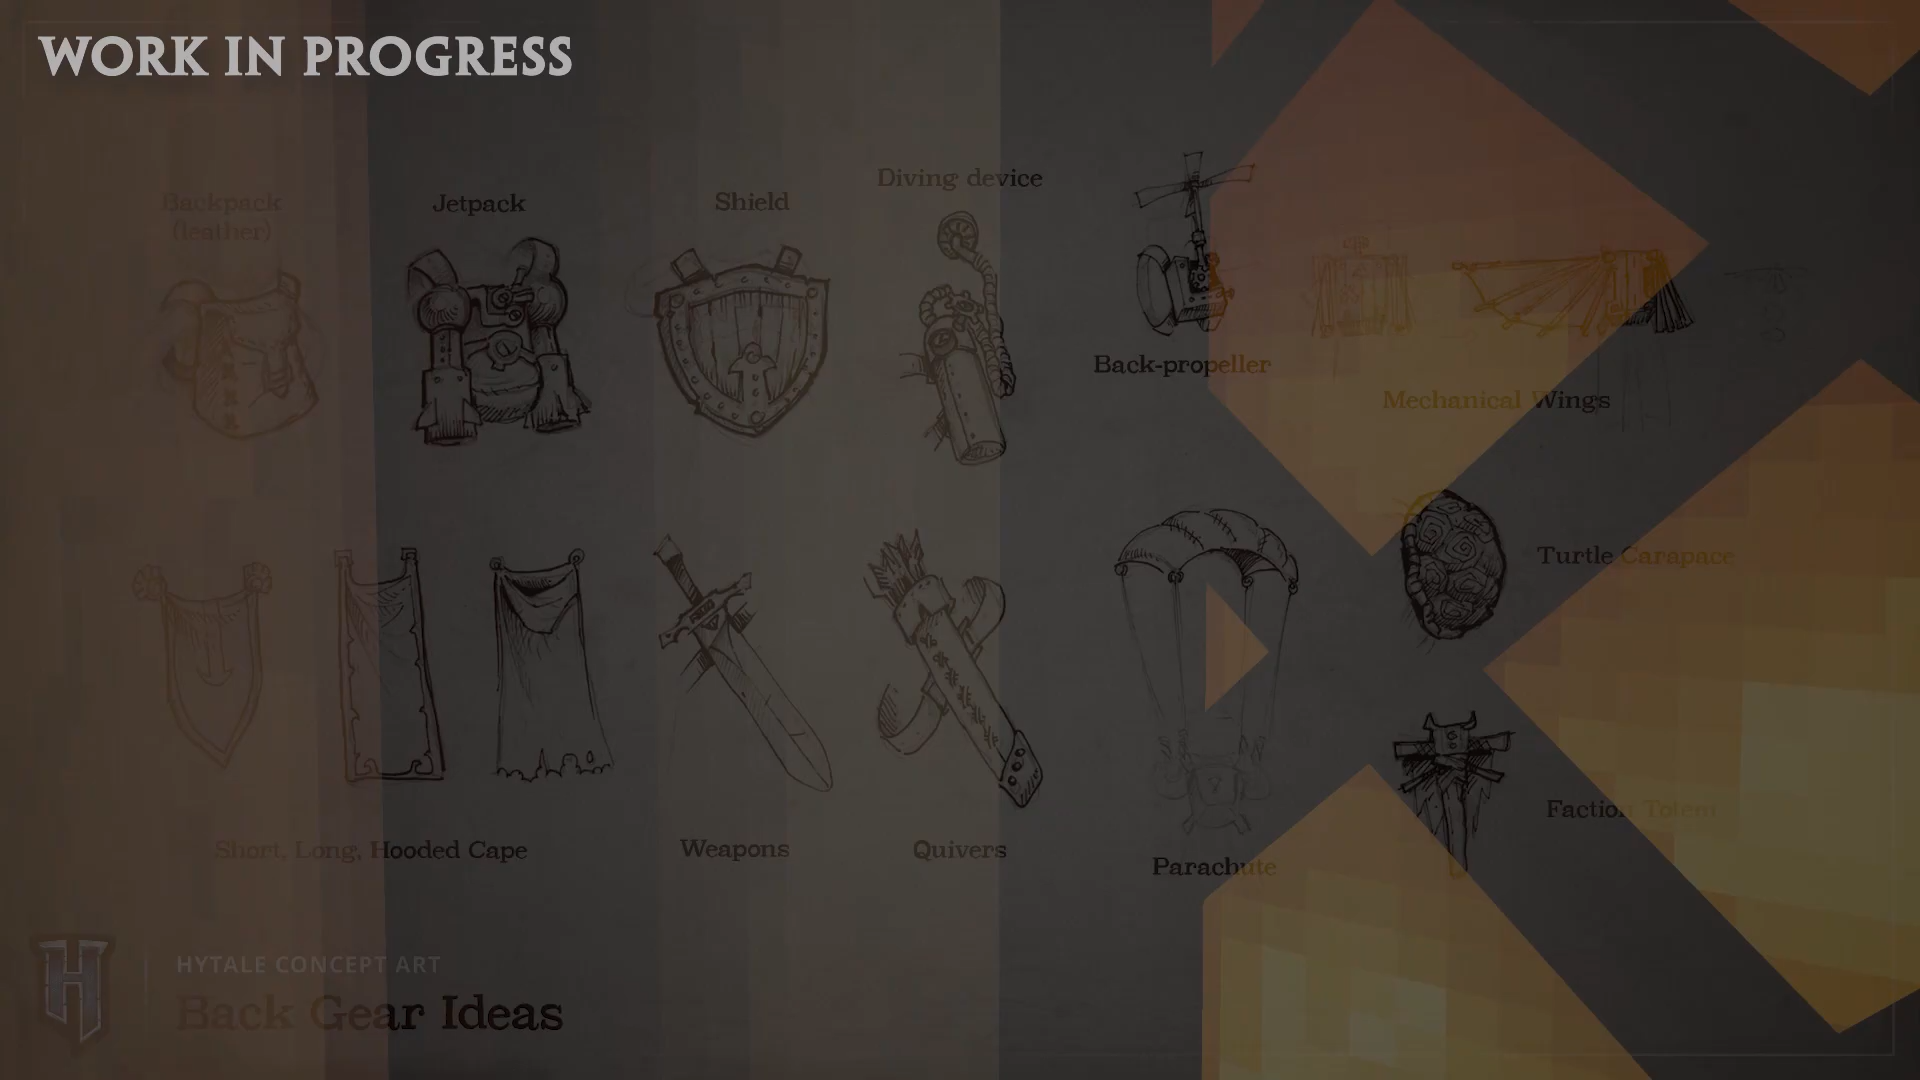 WORK IN PROGRESS
Backpack
(leather)
Jetpack
Shield
Diving device
Back-propeller
Mechanical Wings
Turtle Carapace
Short, Long, Hooded Cape
Weapons
Quivers
Parachute
Faction Totem
H
HYTALE CONCEPT ART
Back Gear Ideas